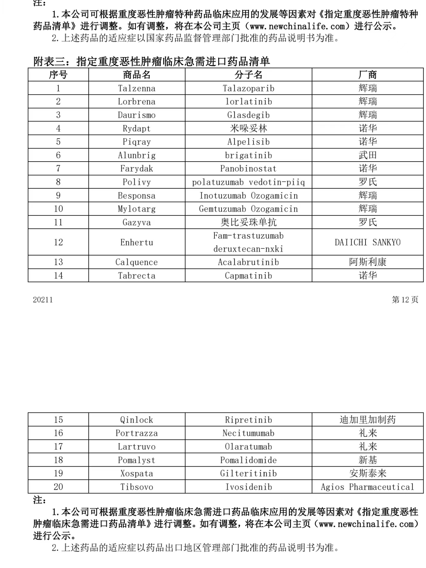 注：
1.本公司可根据重度恶性肿瘤特种药品临床应用的发展等因素对《指定重度恶性肿瘤特种
药品清单》进行调整。如有调整，将在本公司主页（www.newchinalife.com）进行公示。
2.上述药品的适应症以国家药品监督管理部门批准的药品说明书为准。
附表三：指定重度恶性肿瘤临床急需进口药品清单
序号 商品名 分子名 厂商
1 Talzenna Talazoparib 辉瑞
2 Lorbrena lorlatinib 辉瑞
3 Daurismo Glasdegib 辉瑞
4 Rydapt 米哚妥林 诺华
5 Piqray Alpelisib 诺华
6 Alunbrig brigatinib 武田
7 Farydak Panobinostat 诺华
8 Polivy polatuzumab vedotin-piiq 罗氏
9 Besponsa Inotuzumab Ozogamicin 辉瑞
10 Mylotarg Gemtuzumab Ozogamicin 辉瑞
11 Gazyva 奥比妥珠单抗 罗氏
12 Enhertu Fam-trastuzumab
deruxtecan-nxki DAIICHI SANKYO
13 Calquence Acalabrutinib 阿斯利康
14 Tabrecta Capmatinib 诺华
20211 第 12 页
15 Qinlock Ripretinib 迪加里加制药
16 Portrazza Necitumumab 礼来
17 Lartruvo Olaratumab 礼来
18 Pomalyst Pomalidomide 新基
19 Xospata Gilteritinib 安斯泰来
20 Tibsovo Ivosidenib Agios Pharmaceutical
注：
1.本公司可根据重度恶性肿瘤临床急需进口药品临床应用的发展等因素对《指定重度恶性
肿瘤临床急需进口药品清单》进行调整。如有调整，将在本公司主页（www.newchinalife.com）
进行公示。
2.上述药品的适应症以药品出口地区管理部门批准的药品说明书为准。